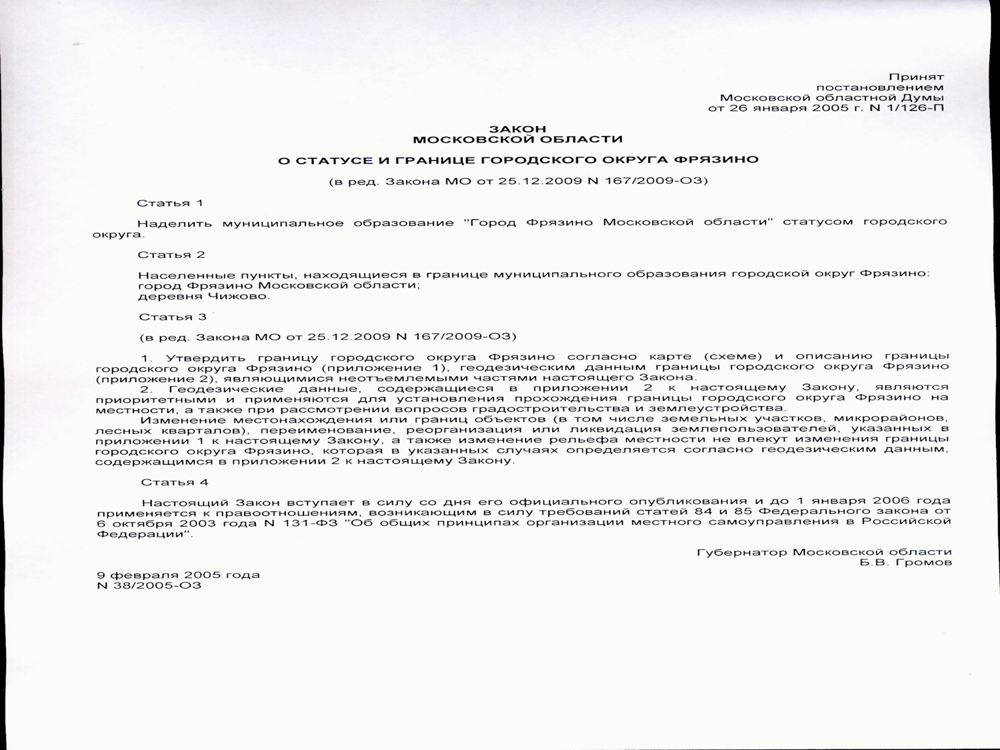 Принят
постановлением
Московской областной Думы
от 26 января 2005 г. N 1/126-П
ЗАКОН
МОСКОВСКОЙ ОБЛАСТИ
О СТАТУСЕ И ГРАНИЦЕ ГОРОДСКОГО ОКРУГА ФРЯЗИНО
(в ред. Закона МО от 25.12.2009 N 167/2009-ОЗ)
Статья 1
Наделить муниципальное образование "Город Фрязино Московской области" статусом городского
округа.
Статья 2
Населенные пункты, находящиеся в границе муниципального образования городской округ Фрязино:
город Фрязино Московской области;
деревня Чижово.
Статья 3
(в ред. Закона МО от 25.12.2009 N 167/2009-ОЗ)
1. Утвердить границу городского округа Фрязино согласно карте (схеме) и описанию границы
городского округа Фрязино (приложение 1), геодезическим данным границы городского округа Фрязино
(приложение 2), являющимися неотъемлемыми частями настоящего Закона.
2. Геодезические данные, содержащиеся в приложении 2 к настоящему Закону, являются
приоритетными и применяются для установления прохождения границы городского округа Фрязино на
местности, а также при рассмотрении вопросов градостроительства и землеустройства.
Изменение местонахождения или границ объектов (в том числе земельных участков, микрорайонов,
лесных кварталов), переименование, реорганизация или ликвидация землепользователей, указанных в
приложении 1 к настоящему Закону, а также изменение рельефа местности не влекут изменения границы
городского округа Фрязино, которая в указанных случаях определяется согласно геодезическим данным,
содержащимся в приложении 2 к настоящему Закону.
Статья 4
Настоящий Закон вступает в силу со дня его официального опубликования и до 1 января 2006 года
применяется к правоотношениям, возникающим в силу требований статей 84 и 85 Федерального закона от
6 октября 2003 года N 131-ФЗ "Об общих принципах организации местного самоуправления в Российской
Федерации".
Губернатор Московской области
Б.В. Громов
9 февраля 2005 года
N 38/2005-ОЗ